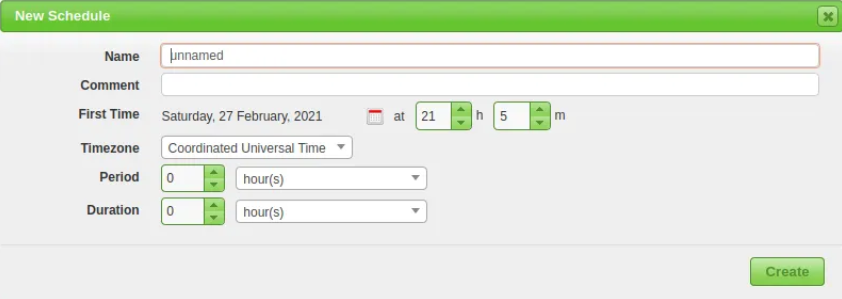 New Schedule
Name unnamed
Comment
First Time Saturday, 27 February, 2021 at 21 h 5 m
Timezone Coordinated Universal Time
Period 0 hour(s)
Duration 0 hour(s)
Create